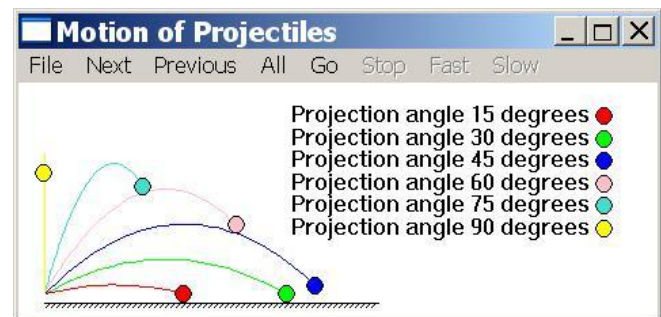 Motion of Projectiles
File Next Previous All Go Stop Fast Slow
Projection angle 15 degrees
Projection angle 30 degrees
Projection angle 45 degrees
Projection angle 60 degrees
Projection angle 75 degrees
Projection angle 90 degrees